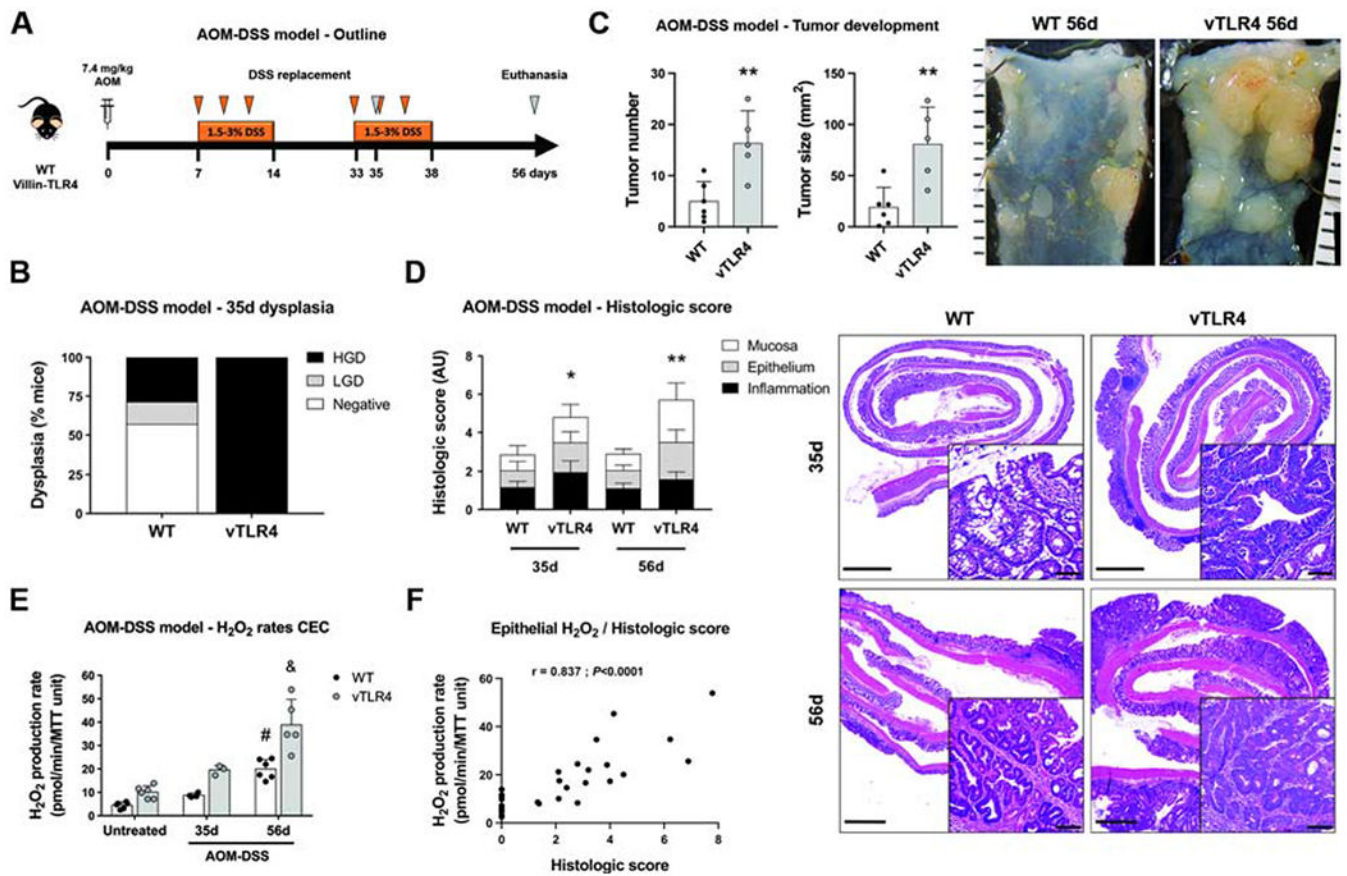 A
AOM-DSS model - Outline
7.4 mg/kg
AOM
DSS replacement
Euthanasia
1.5-3% DSS
1.5-3% DSS
WT
Villin-TLR4
0
7
14
33
35
38
56 days
C
AOM-DSS model - Tumor development
Tumor number
30
20
10
0
**
WT
vTLR4
Tumor size (mm²)
150
100
50
0
**
WT
vTLR4
WT 56d
vTLR4 56d
B
AOM-DSS model - 35d dysplasia
Dysplasia (% mice)
100
75
50
25
0
WT
vTLR4
HGD
LGD
Negative
D
AOM-DSS model - Histologic score
Histologic score (AU)
8
6
4
2
0
*
**
WT
vTLR4
WT
vTLR4
35d
56d
Mucosa
Epithelium
Inflammation
WT
vTLR4
35d
56d
E
AOM-DSS model - H₂O₂ rates CEC
H₂O₂ production rate
(pmol/min/MTT unit)
60
50
40
30
20
10
0
#
&
WT
vTLR4
Untreated
35d
56d
AOM-DSS
F
Epithelial H₂O₂ / Histologic score
r = 0.837 ; P<0.0001
H₂O₂ production rate
(pmol/min/MTT unit)
60
40
20
0
0
2
4
6
8
Histologic score